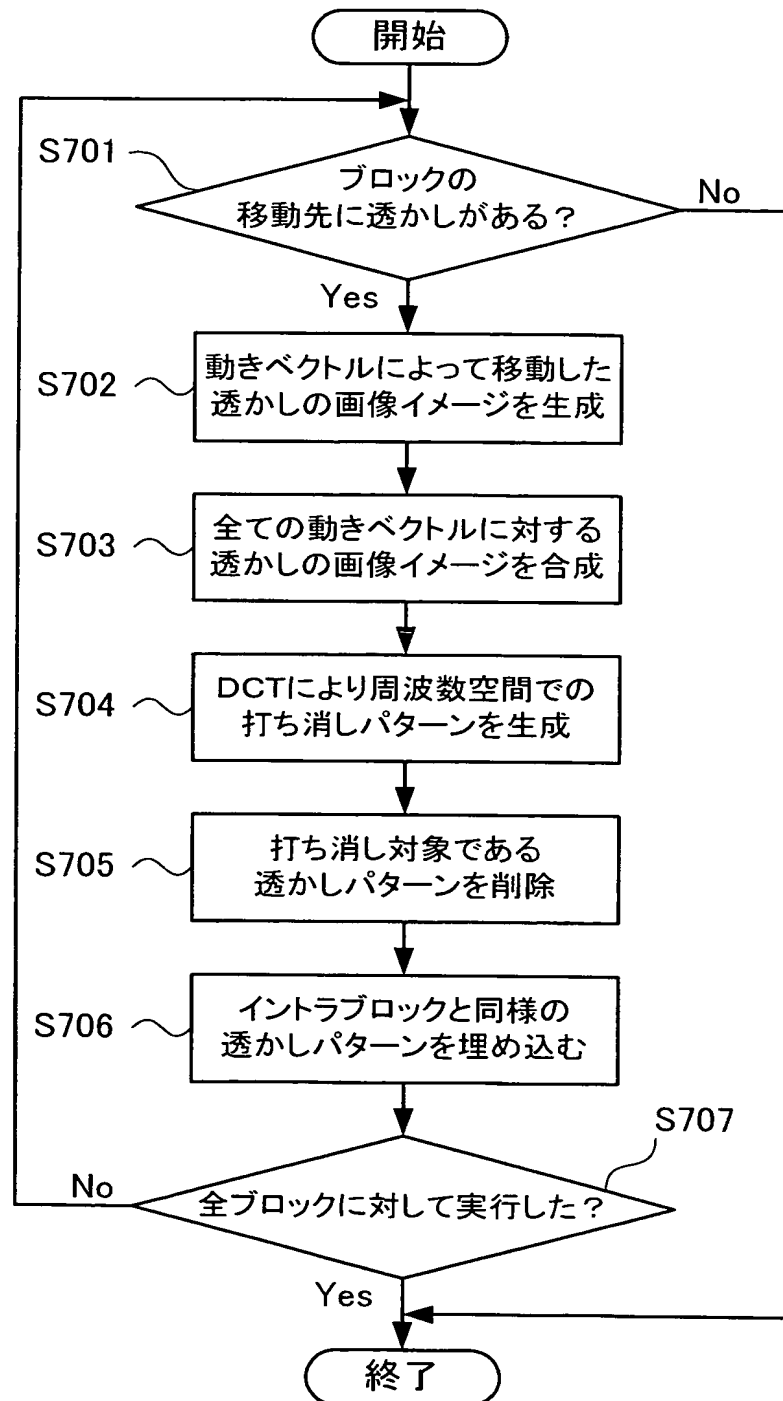 開始
S701
ブロックの
移動先に透かしがある?
No
Yes
S702
動きベクトルによって移動した
透かしの画像イメージを生成
S703
全ての動きベクトルに対する
透かしの画像イメージを合成
S704
DCTにより周波数空間での
打ち消しパターンを生成
S705
打ち消し対象である
透かしパターンを削除
S706
イントラブロックと同様の
透かしパターンを埋め込む
S707
No
全ブロックに対して実行した?
Yes
終了